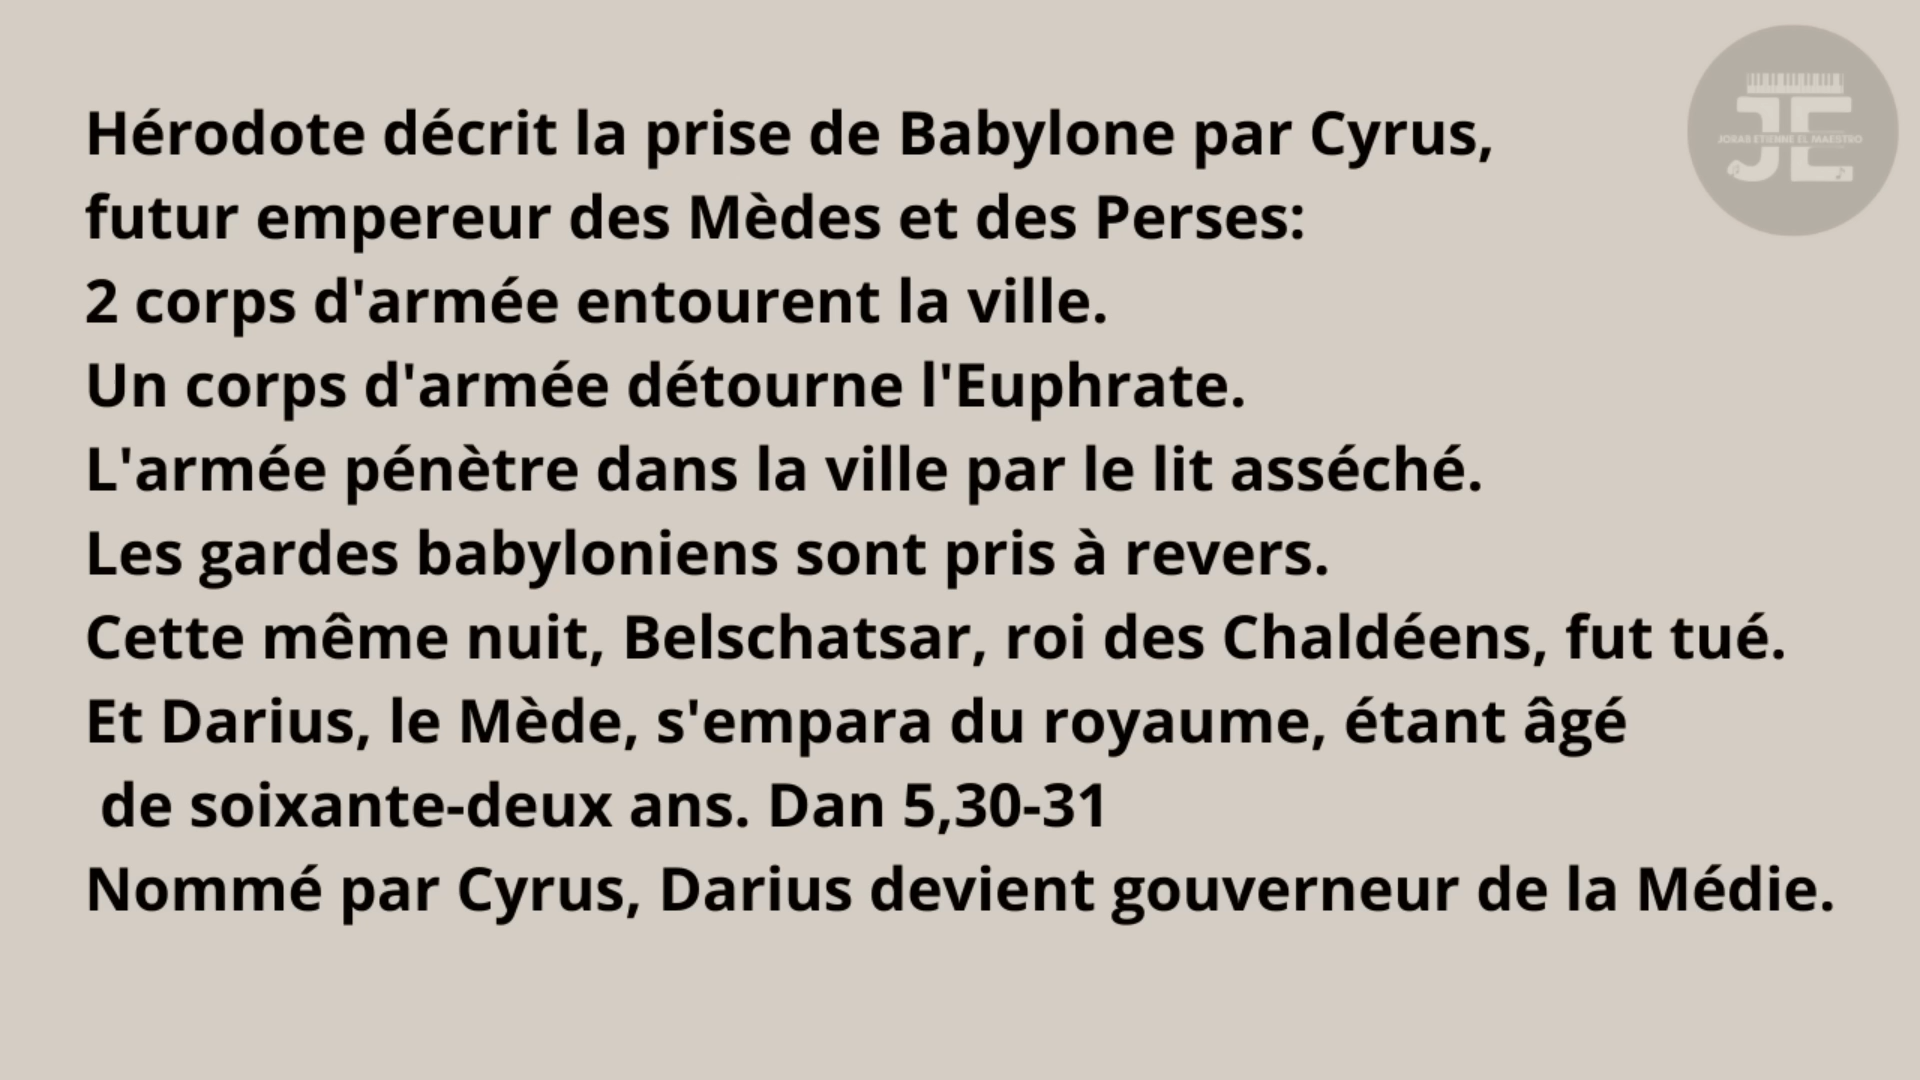 Hérodote décrit la prise de Babylone par Cyrus,
futur empereur des Mèdes et des Perses:
2 corps d'armée entourent la ville.
Un corps d'armée détourne l'Euphrate.
L'armée pénètre dans la ville par le lit asséché.
Les gardes babyloniens sont pris à revers.
Cette même nuit, Belschatsar, roi des Chaldéens, fut tué.
Et Darius, le Mède, s'empara du royaume, étant âgé
de soixante-deux ans. Dan 5,30-31
Nommé par Cyrus, Darius devient gouverneur de la Médie.
JE
JORAB ETIENNE EL MAESTRO